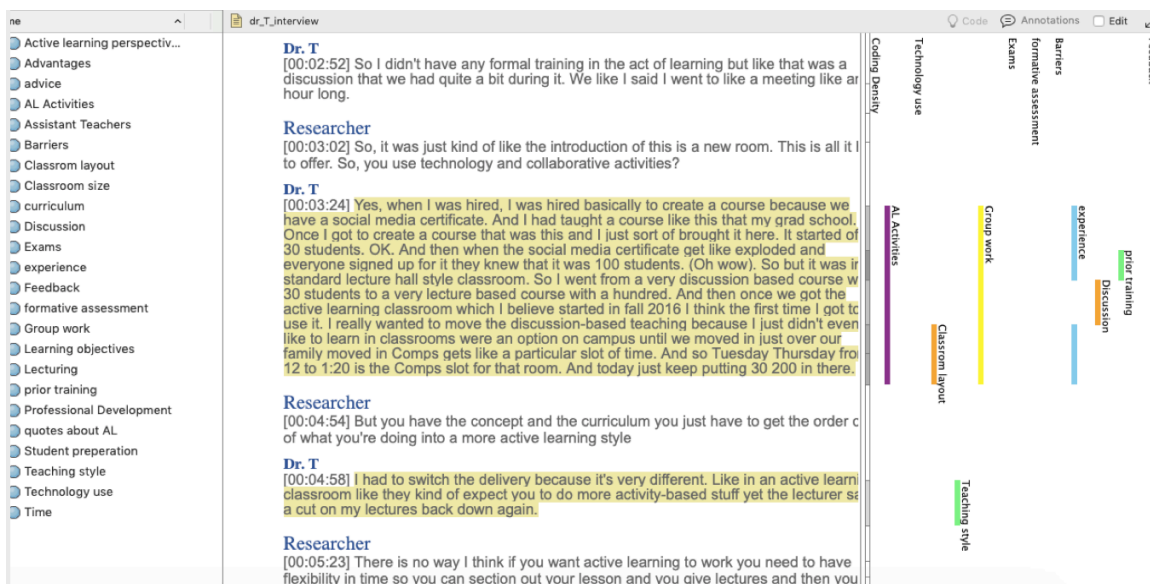 me
dr_T_interview
Code
Annotations
Edit
Active learning perspectiv...
Advantages
advice
AL Activities
Assistant Teachers
Barriers
Classrom layout
Classroom size
curriculum
Discussion
Exams
experience
Feedback
formative assessment
Group work
Learning objectives
Lecturing
prior training
Professional Development
quotes about AL
Student preperation
Teaching style
Technology use
Time
Dr. T
[00:02:52] So I didn't have any formal training in the act of learning but like that was a
discussion that we had quite a bit during it. We like I said I went to like a meeting like an
hour long.
Researcher
[00:03:02] So, it was just kind of like the introduction of this is a new room. This is all it
to offer. So, you use technology and collaborative activities?
Dr. T
[00:03:24] Yes, when I was hired, I was hired basically to create a course because we
have a social media certificate. And I had taught a course like this that my grad school.
Once I got to create a course that was this and I just sort of brought it here. It started of
30 students. OK. And then when the social media certificate get like exploded and
everyone signed up for it they knew that it was 100 students. (Oh wow). So but it was in
standard lecture hall style classroom. So I went from a very discussion based course w
30 students to a very lecture based course with a hundred. And then once we got the
active learning classroom which I believe started in fall 2016 I think the first time I got to
use it. I really wanted to move the discussion-based teaching because I just didn't even
like to learn in classrooms were an option on campus until we moved in just over our
family moved in Comps gets like a particular slot of time. And so Tuesday Thursday fro
12 to 1:20 is the Comps slot for that room. And today just keep putting 30 200 in there.
Researcher
[00:04:54] But you have the concept and the curriculum you just have to get the order
of what you're doing into a more active learning style
Dr. T
[00:04:58] I had to switch the delivery because it's very different. Like in an active learni
classroom like they kind of expect you to do more activity-based stuff yet the lecturer sa
a cut on my lectures back down again.
Researcher
[00:05:23] There is no way I think if you want active learning to work you need to have
flexibility in time so you can section out your lesson and you give lectures and then you
Coding Density
Technology use
Exams
formative assessment
Barriers
AL Activities
Classrom layout
Group work
experience
Discussion
prior training
Teaching style